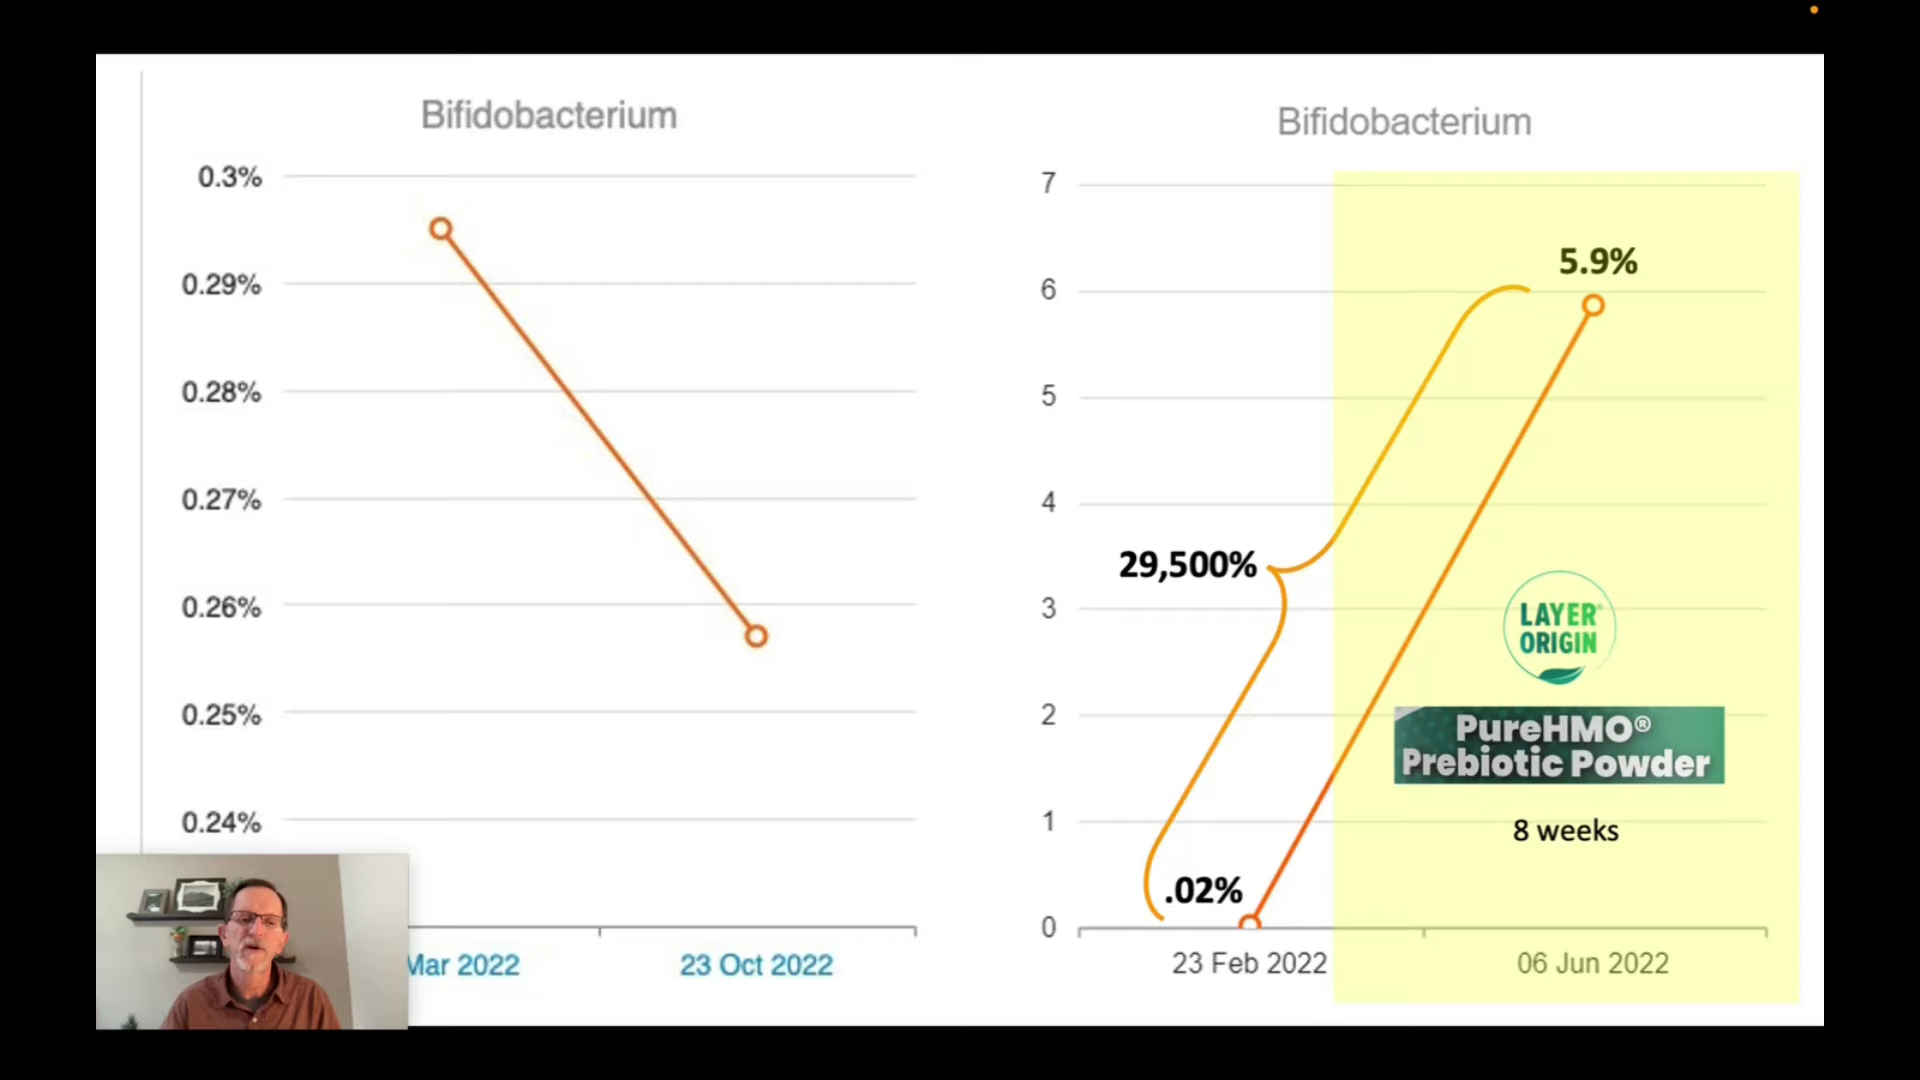 Bifidobacterium
0.3%
0.29%
0.28%
0.27%
0.26%
0.25%
0.24%
Mar 2022
23 Oct 2022
Bifidobacterium
7
6
5
4
3
2
1
0
5.9%
29,500%
.02%
LAYER®
ORIGIN
PureHMO®
Prebiotic Powder
8 weeks
23 Feb 2022
06 Jun 2022